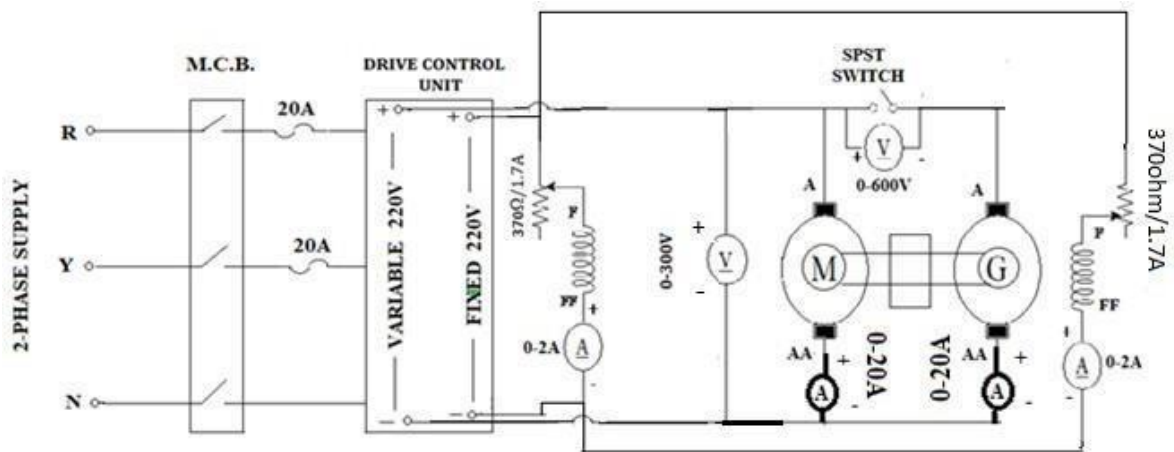 M.C.B.
DRIVE CONTROL
UNIT
SPST
SWITCH
20A
20A
R
Y
N
2-PHASE SUPPLY
+
+
VARIABLE 220V
FIXED 220V
-
-
370Ω/1.7A
F
FF
+
0-2A
A
-
0-300V
+
V
-
+
V
-
0-600V
A
A
M
G
AA
+
0-20A
A
-
AA
+
0-20A
A
-
370ohm/1.7A
F
FF
+
A
0-2A
-